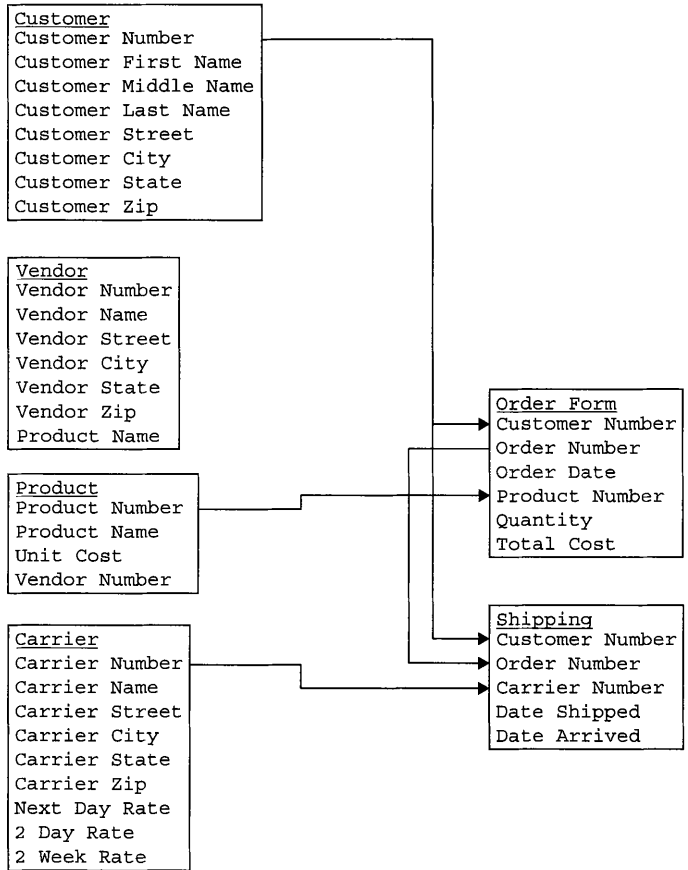 Customer
Customer Number
Customer First Name
Customer Middle Name
Customer Last Name
Customer Street
Customer City
Customer State
Customer Zip
Vendor
Vendor Number
Vendor Name
Vendor Street
Vendor City
Vendor State
Vendor Zip
Product Name
Product
Product Number
Product Name
Unit Cost
Vendor Number
Carrier
Carrier Number
Carrier Name
Carrier Street
Carrier City
Carrier State
Carrier Zip
Next Day Rate
2 Day Rate
2 Week Rate
Order Form
Customer Number
Order Number
Order Date
Product Number
Quantity
Total Cost
Shipping
Customer Number
Order Number
Carrier Number
Date Shipped
Date Arrived